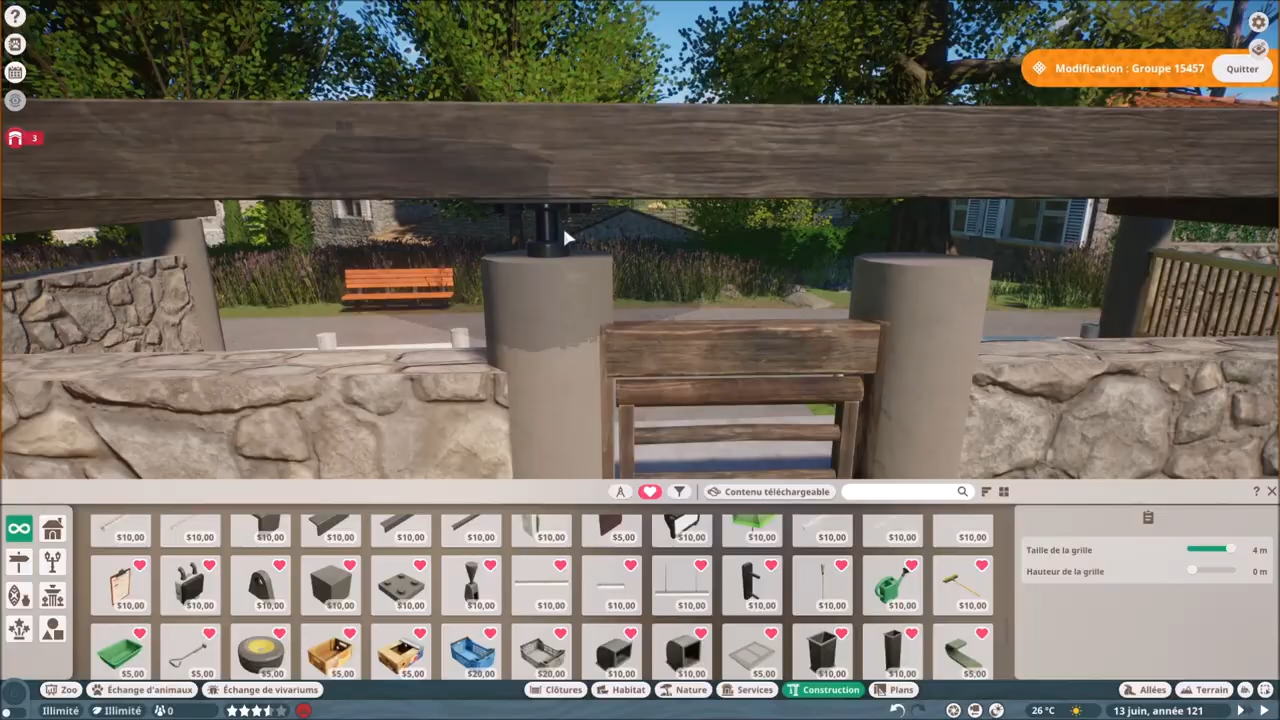 ?
Modification : Groupe 15457
Quitter
3
Contenu téléchargeable
? X
$10,00 $10,00 $10,00 $10,00 $10,00 $10,00 $10,00 $5,00 $10,00 $10,00 $10,00 $10,00 $10,00
Taille de la grille 4 m
Hauteur de la grille 0 m
$10,00 $10,00 $10,00 $10,00 $10,00 $10,00 $10,00 $10,00 $10,00 $10,00 $10,00 $10,00 $10,00
$5,00 $5,00 $5,00 $5,00 $5,00 $20,00 $20,00 $10,00 $10,00 $5,00 $10,00 $10,00 $5,00
Zoo Échange d'animaux Échange de vivariums Clôtures Habitat Nature Services Construction Plans Allées Terrain
Illimité Illimité 0 26 °C 13 juin, année 121